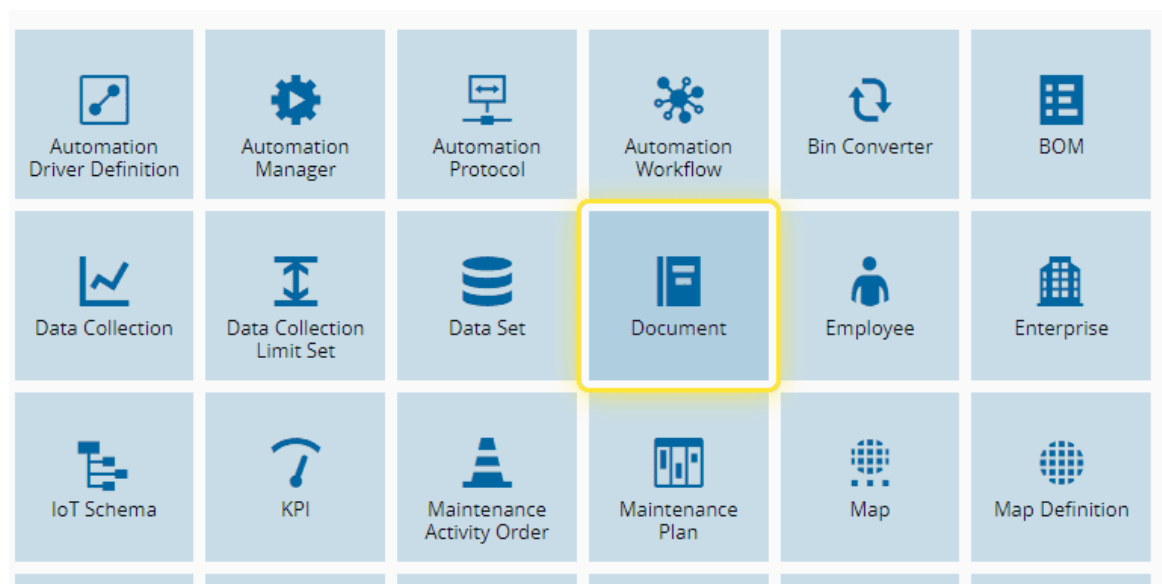 Automation
Driver Definition
Automation
Manager
Automation
Protocol
Automation
Workflow
Bin Converter
BOM
Data Collection
Data Collection
Limit Set
Data Set
Document
Employee
Enterprise
IoT Schema
KPI
Maintenance
Activity Order
Maintenance
Plan
Map
Map Definition